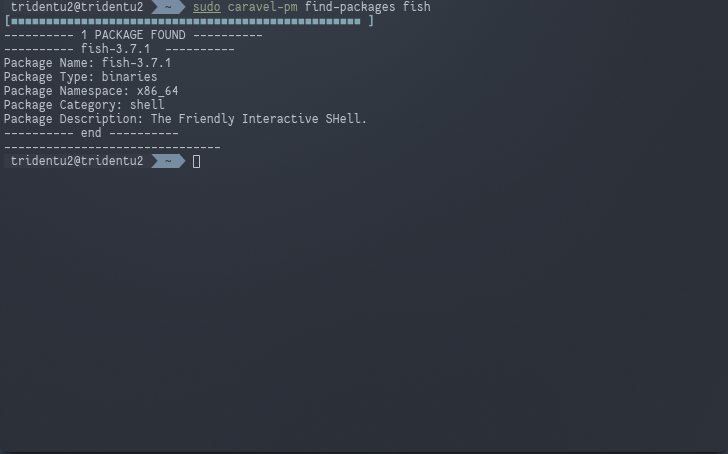 tridentu2@tridentu2 ~ sudo caravel-pm find-packages fish
[■■■■■■■■■■■■■■■■■■■■■■■■■■■■■■■■■■■■■■■■■■■■■■■■■■ ]
---------- 1 PACKAGE FOUND ----------
---------- fish-3.7.1  ----------
Package Name: fish-3.7.1
Package Type: binaries
Package Namespace: x86_64
Package Category: shell
Package Description: The Friendly Interactive SHell.
---------- end ----------
-------------------------------
tridentu2@tridentu2 ~